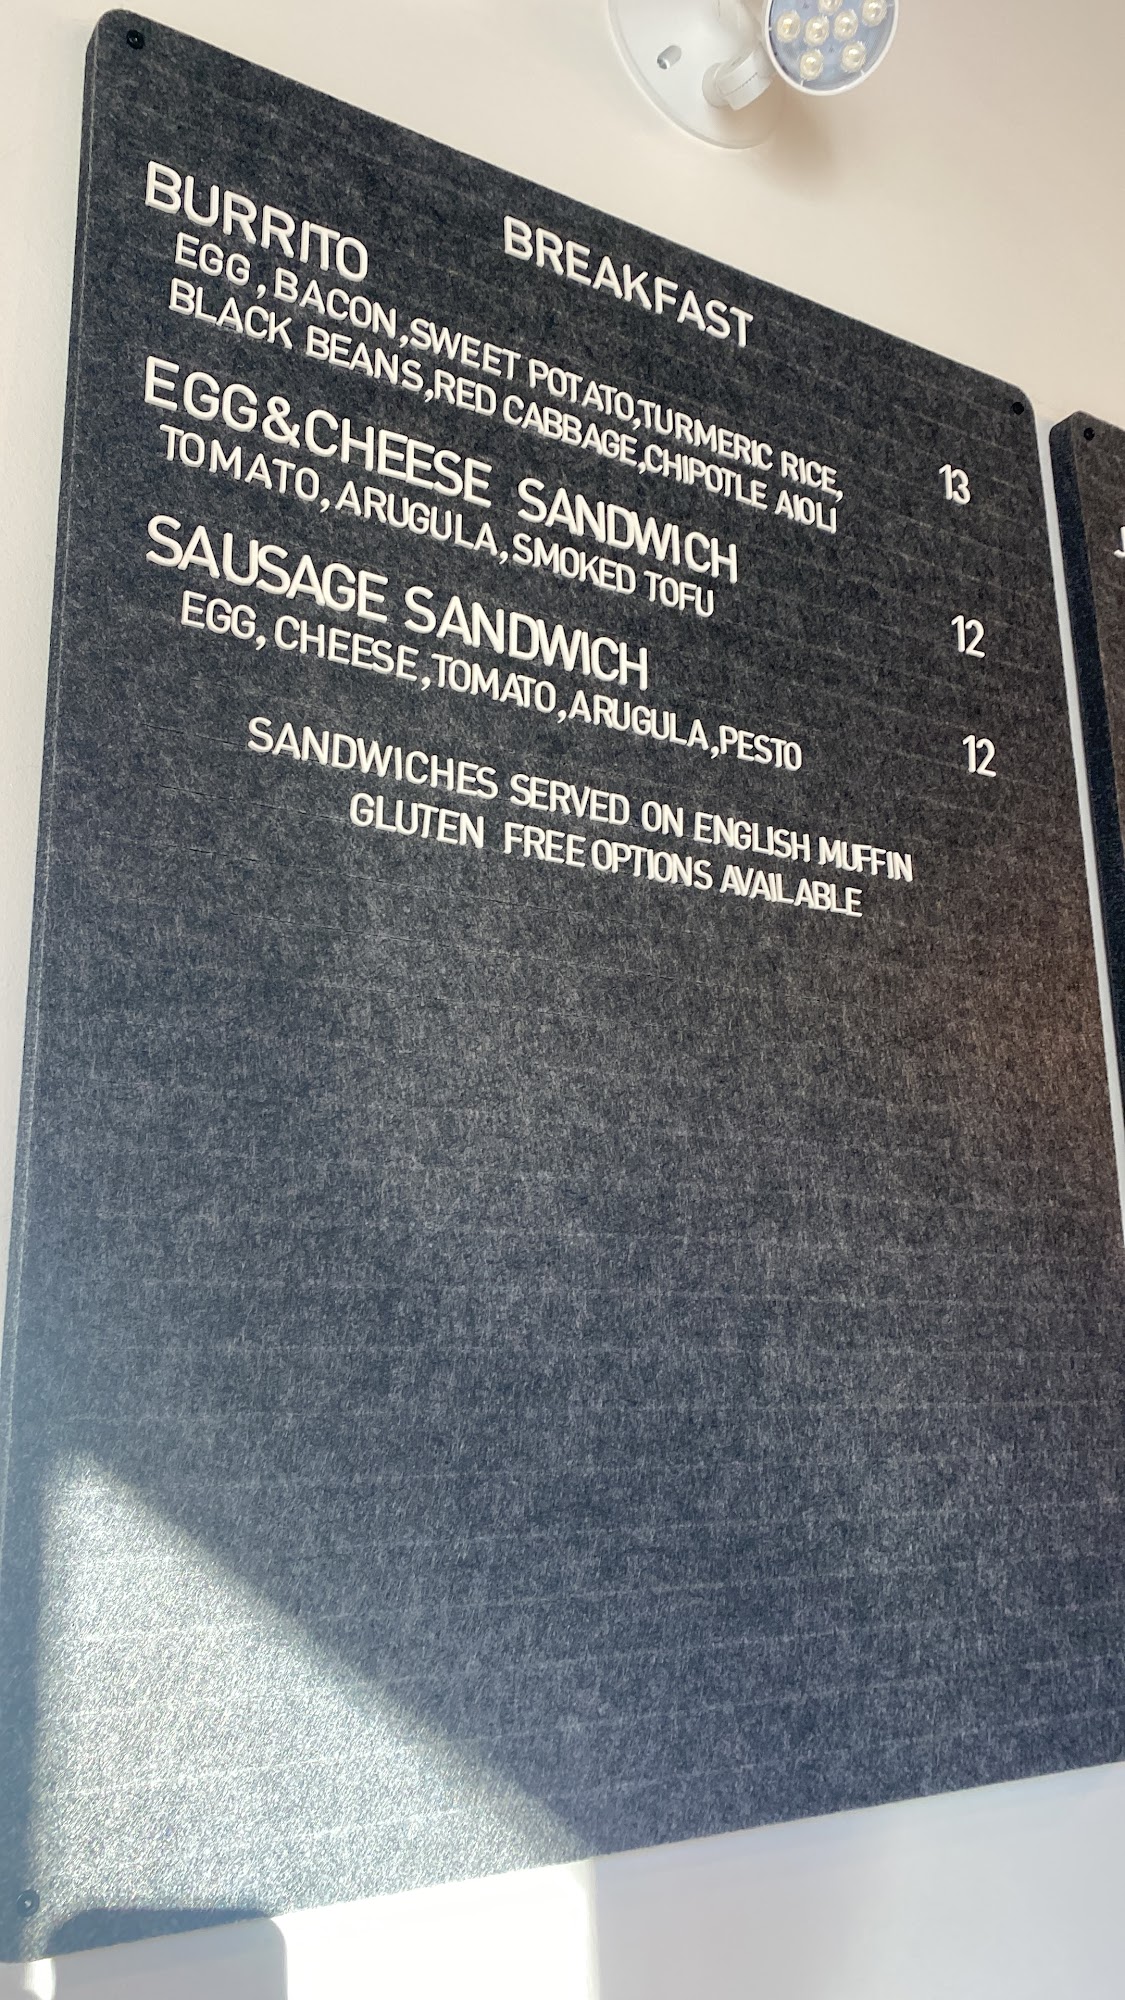 BREAKFAST
BURRITO
EGG, BACON, SWEET POTATO, TURMERIC RICE,
BLACK BEANS, RED CABBAGE, CHIPOTLE AIOLI 13
EGG&CHEESE SANDWICH
TOMATO, ARUGULA, SMOKED TOFU 12
SAUSAGE SANDWICH
EGG, CHEESE, TOMATO, ARUGULA, PESTO 12
SANDWICHES SERVED ON ENGLISH MUFFIN
GLUTEN FREE OPTIONS AVAILABLE